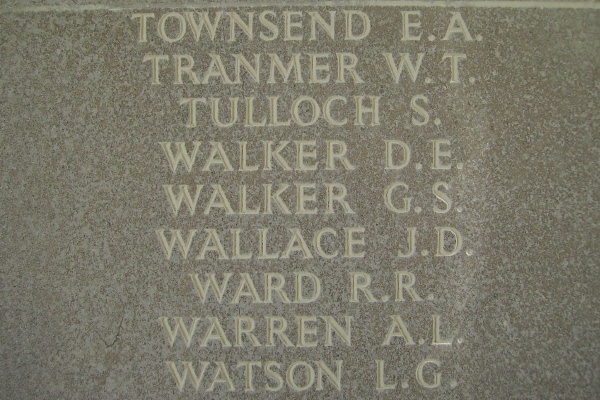 TOWNSEND E.A.
TRANMER W.T.
TULLOCH S.
WALKER D.E.
WALKER G.S.
WALLACE J.D.
WARD R.R.
WARREN A.L.
WATSON L.G.